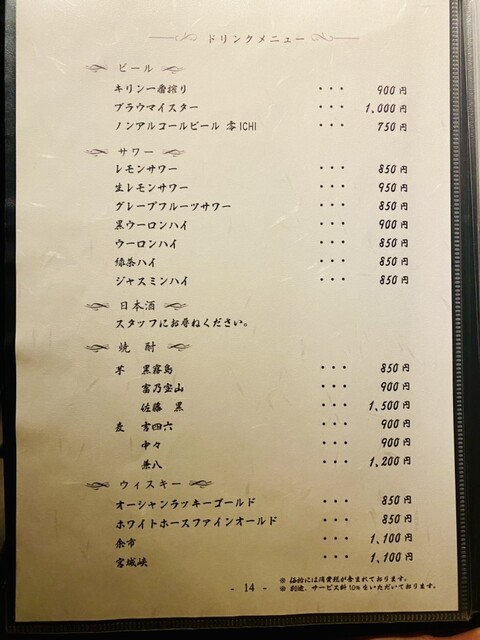 ドリンクメニュー
ビール
キリン一番搾り ・・・ 900円
ブラウマイスター ・・・ 1,000円
ノンアルコールビール 零ICHI ・・・ 750円
サワー
レモンサワー ・・・ 850円
生レモンサワー ・・・ 950円
グレープフルーツサワー ・・・ 850円
黒ウーロンハイ ・・・ 900円
ウーロンハイ ・・・ 850円
緑茶ハイ ・・・ 850円
ジャスミンハイ ・・・ 850円
日本酒
スタッフにお尋ねください。
焼 酎
芋 黒霧島 ・・・ 850円
富乃宝山 ・・・ 900円
佐藤 黒 ・・・ 1,500円
麦 吉四六 ・・・ 900円
中々 ・・・ 900円
兼八 ・・・ 1,200円
ウィスキー
オーシャンラッキーゴールド ・・・ 850円
ホワイトホースファインオールド ・・・ 850円
余市 ・・・ 1,100円
宮城峡 ・・・ 1,100円
※ 価格には消費税が含まれております。
※ 別途、サービス料10%をいただいております。
- 14 -